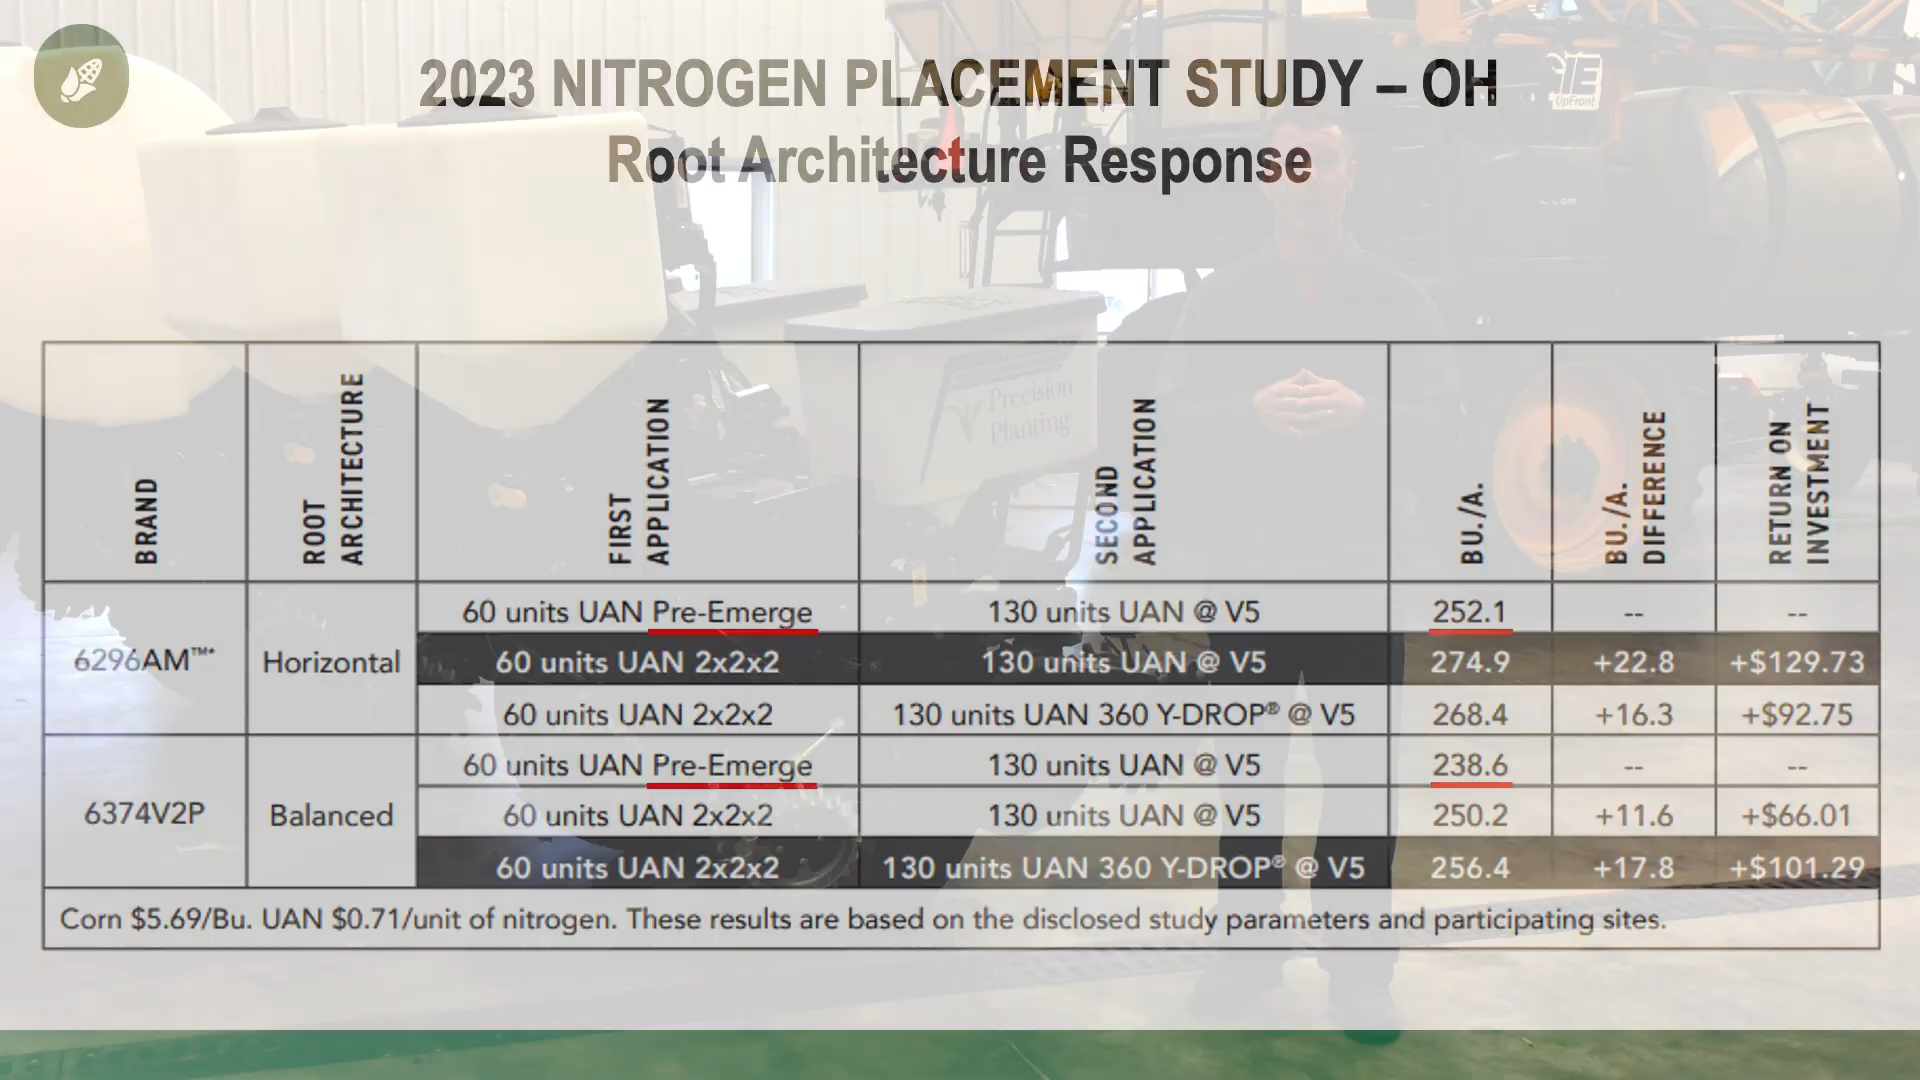 2023 NITROGEN PLACEMENT STUDY – OH
Root Architecture Response
UpFront
Precision
Planting
BRAND
ROOT ARCHITECTURE
FIRST APPLICATION
SECOND APPLICATION
BU./A.
BU./A. DIFFERENCE
RETURN ON INVESTMENT
6296AM™* Horizontal
60 units UAN Pre-Emerge 130 units UAN @ V5 252.1 -- --
60 units UAN 2x2x2 130 units UAN @ V5 274.9 +22.8 +$129.73
60 units UAN 2x2x2 130 units UAN 360 Y-DROP® @ V5 268.4 +16.3 +$92.75
6374V2P Balanced
60 units UAN Pre-Emerge 130 units UAN @ V5 238.6 -- --
60 units UAN 2x2x2 130 units UAN @ V5 250.2 +11.6 +$66.01
60 units UAN 2x2x2 130 units UAN 360 Y-DROP® @ V5 256.4 +17.8 +$101.29
Corn $5.69/Bu. UAN $0.71/unit of nitrogen. These results are based on the disclosed study parameters and participating sites.